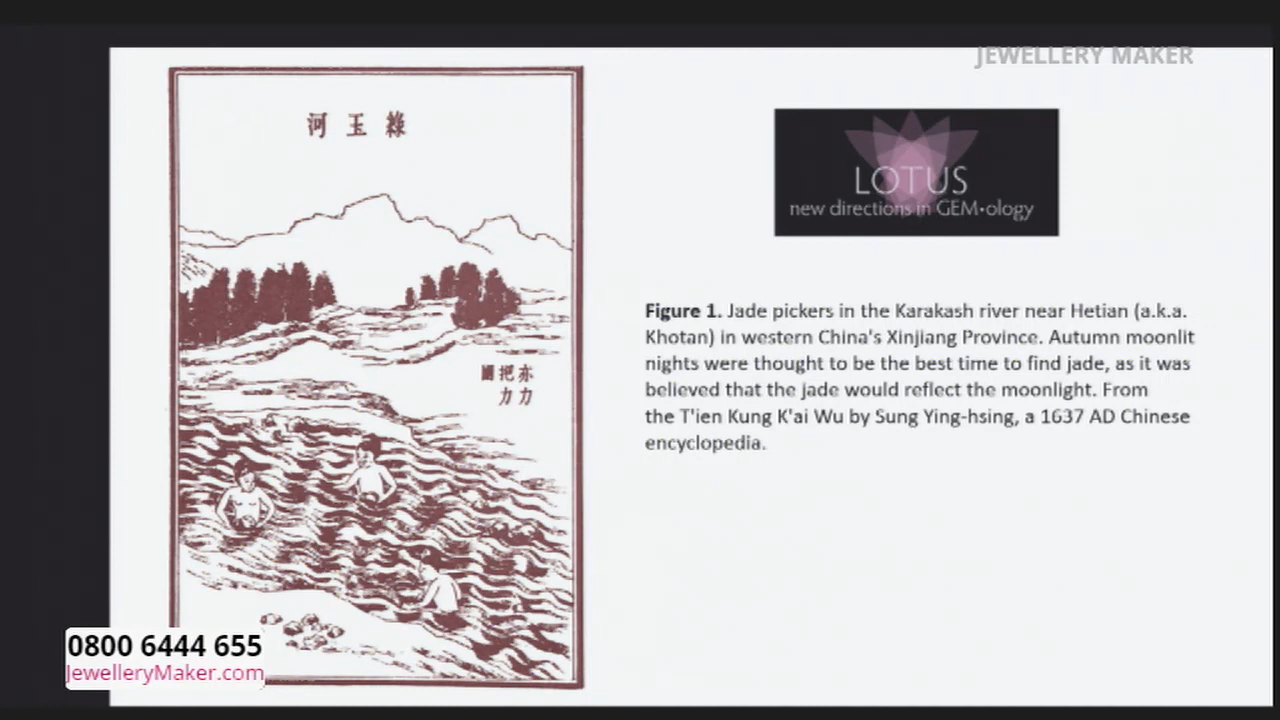 JEWELLERY MAKER
河玉綠
LOTUS
new directions in GEM•ology
Figure 1. Jade pickers in the Karakash river near Hetian (a.k.a.
Khotan) in western China's Xinjiang Province. Autumn moonlit
nights were thought to be the best time to find jade, as it was
believed that the jade would reflect the moonlight. From
the T'ien Kung K'ai Wu by Sung Ying-hsing, a 1637 AD Chinese
encyclopedia.
國把亦
力力
0800 6444 655
JewelleryMaker.com